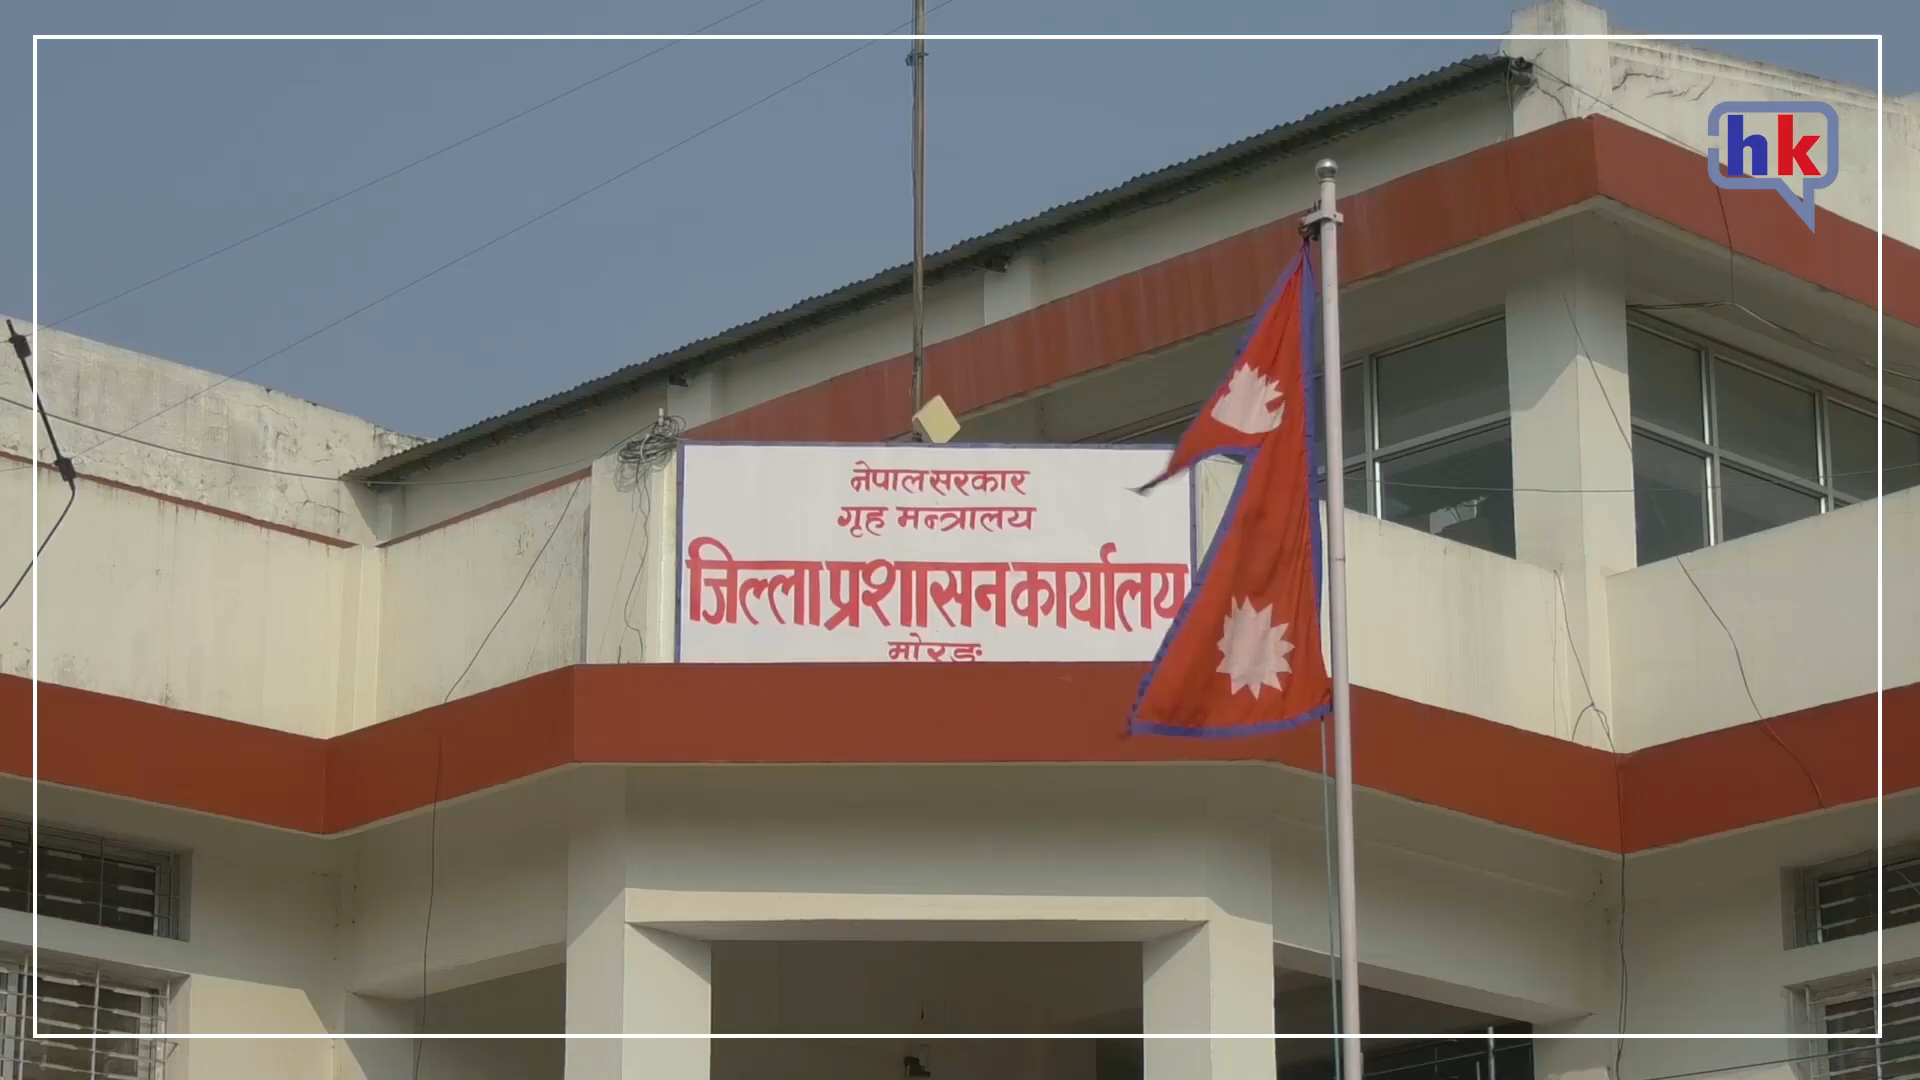 hk
नेपाल सरकार
गृह मन्त्रालय
जिल्ला प्रशासन कार्यालय
मोरङ